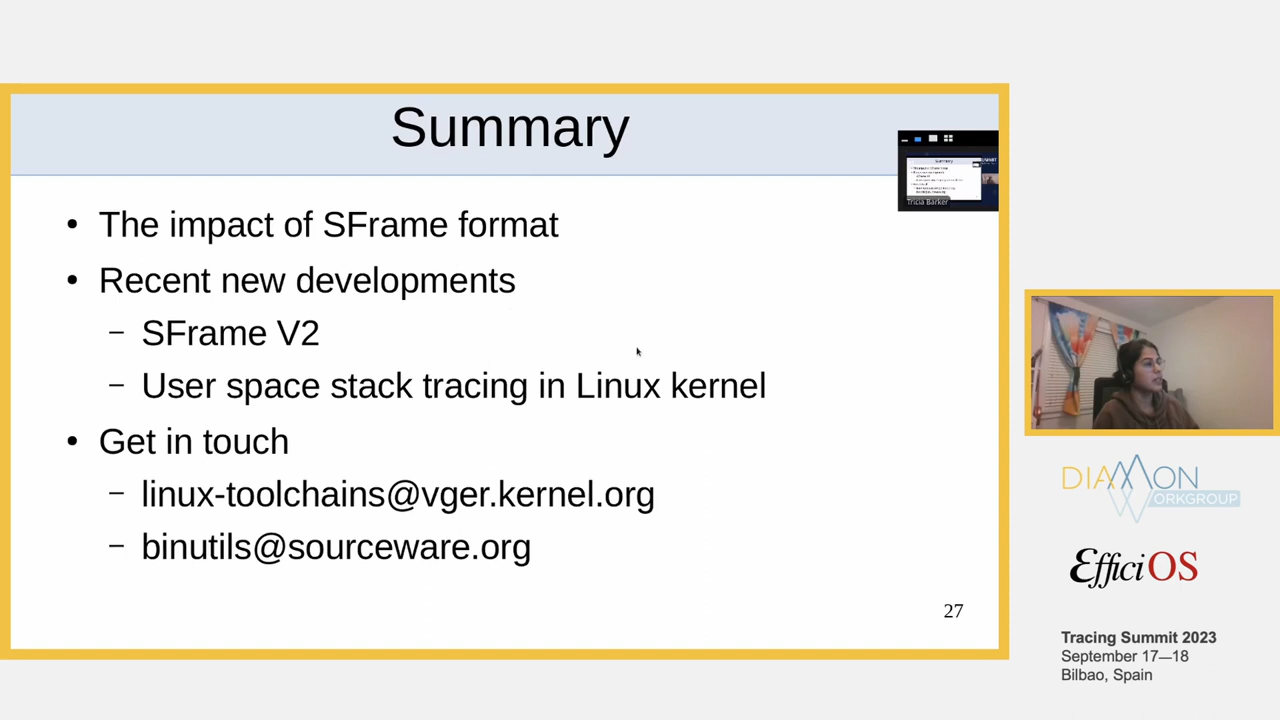 Summary
Tricia Barker
• The impact of SFrame format
• Recent new developments
– SFrame V2
– User space stack tracing in Linux kernel
• Get in touch
– linux-toolchains@vger.kernel.org
– binutils@sourceware.org
27
DIAMON
WORKGROUP
EfficiOS
Tracing Summit 2023
September 17—18
Bilbao, Spain